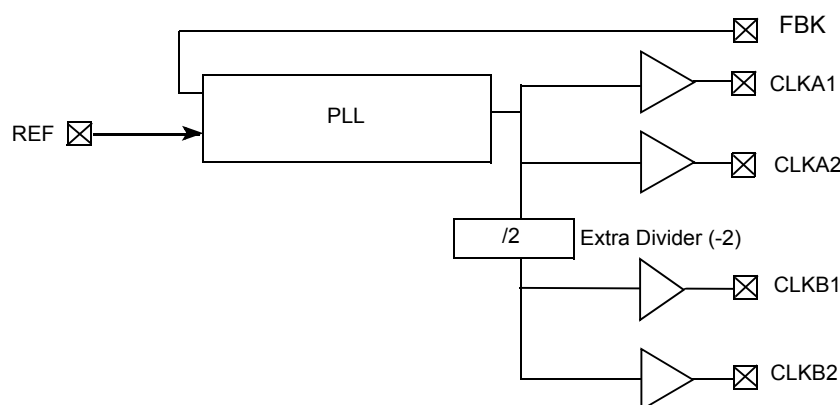 FBK
CLKA1
PLL
REF
CLKA2
/2
Extra Divider (-2)
CLKB1
CLKB2